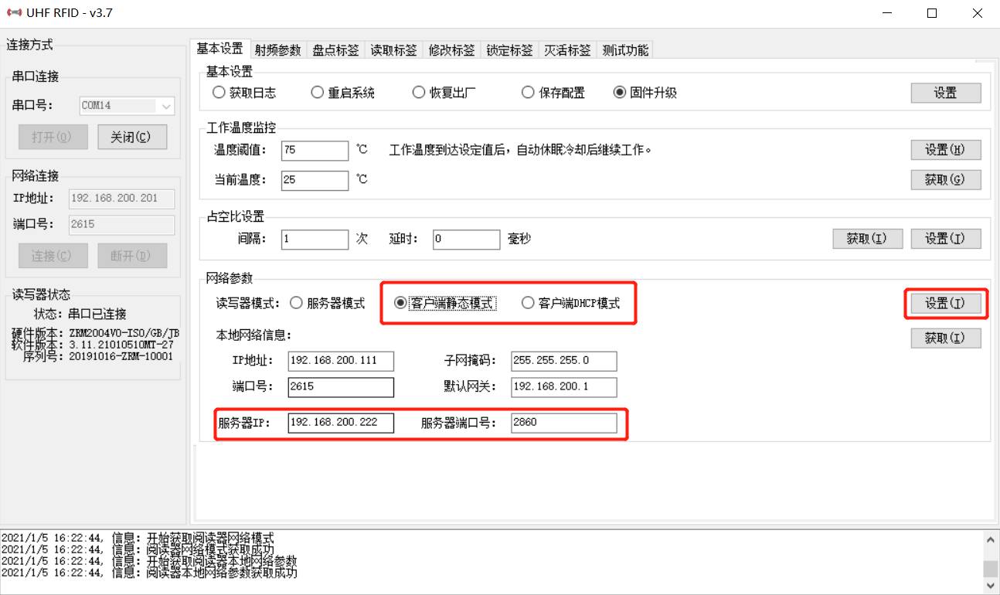 UHF RFID - v3.7
连接方式
串口连接
串口号： COM14
打开(O) 关闭(C)
网络连接
IP地址： 192.168.200.201
端口号： 2615
连接(C) 断开(D)
读写器状态
状态：串口已连接
硬件版本：ZRM2004V0-ISO/GB/JB
软件版本：3.11.21010510MT-27
序列号：20191016-ZRM-10001
基本设置 射频参数 盘点标签 读取标签 修改标签 锁定标签 灭活标签 测试功能
基本设置
获取日志 重启系统 恢复出厂 保存配置 固件升级 设置
工作温度监控
温度阈值： 75 ℃ 工作温度到达设定值后，自动休眠冷却后继续工作。 设置(H)
当前温度： 25 ℃ 获取(G)
占空比设置
间隔： 1 次 延时： 0 毫秒 获取(I) 设置(I)
网络参数
读写器模式： 服务器模式 客户端静态模式 客户端DHCP模式 设置(I)
本地网络信息： 获取(I)
IP地址： 192.168.200.111 子网掩码： 255.255.255.0
端口号： 2615 默认网关： 192.168.200.1
服务器IP： 192.168.200.222 服务器端口号： 2860
2021/1/5 16:22:44, 信息：开始获取阅读器网络模式
2021/1/5 16:22:44, 信息：阅读器网络模式获取成功
2021/1/5 16:22:44, 信息：开始获取阅读器本地网络参数
2021/1/5 16:22:44, 信息：阅读器本地网络参数获取成功